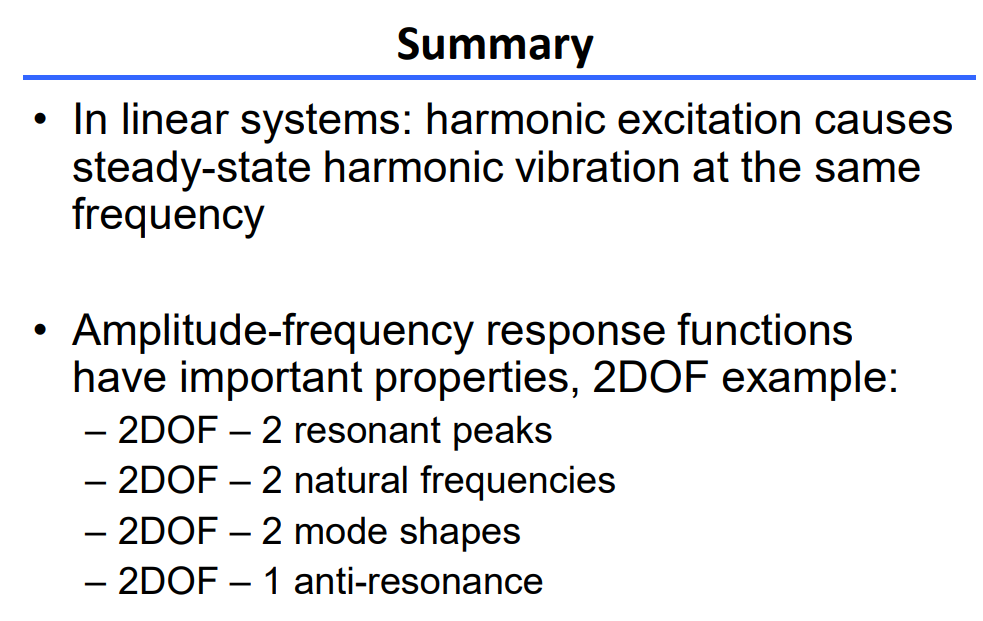 Summary
• In linear systems: harmonic excitation causes
steady-state harmonic vibration at the same
frequency
• Amplitude-frequency response functions
have important properties, 2DOF example:
– 2DOF – 2 resonant peaks
– 2DOF – 2 natural frequencies
– 2DOF – 2 mode shapes
– 2DOF – 1 anti-resonance